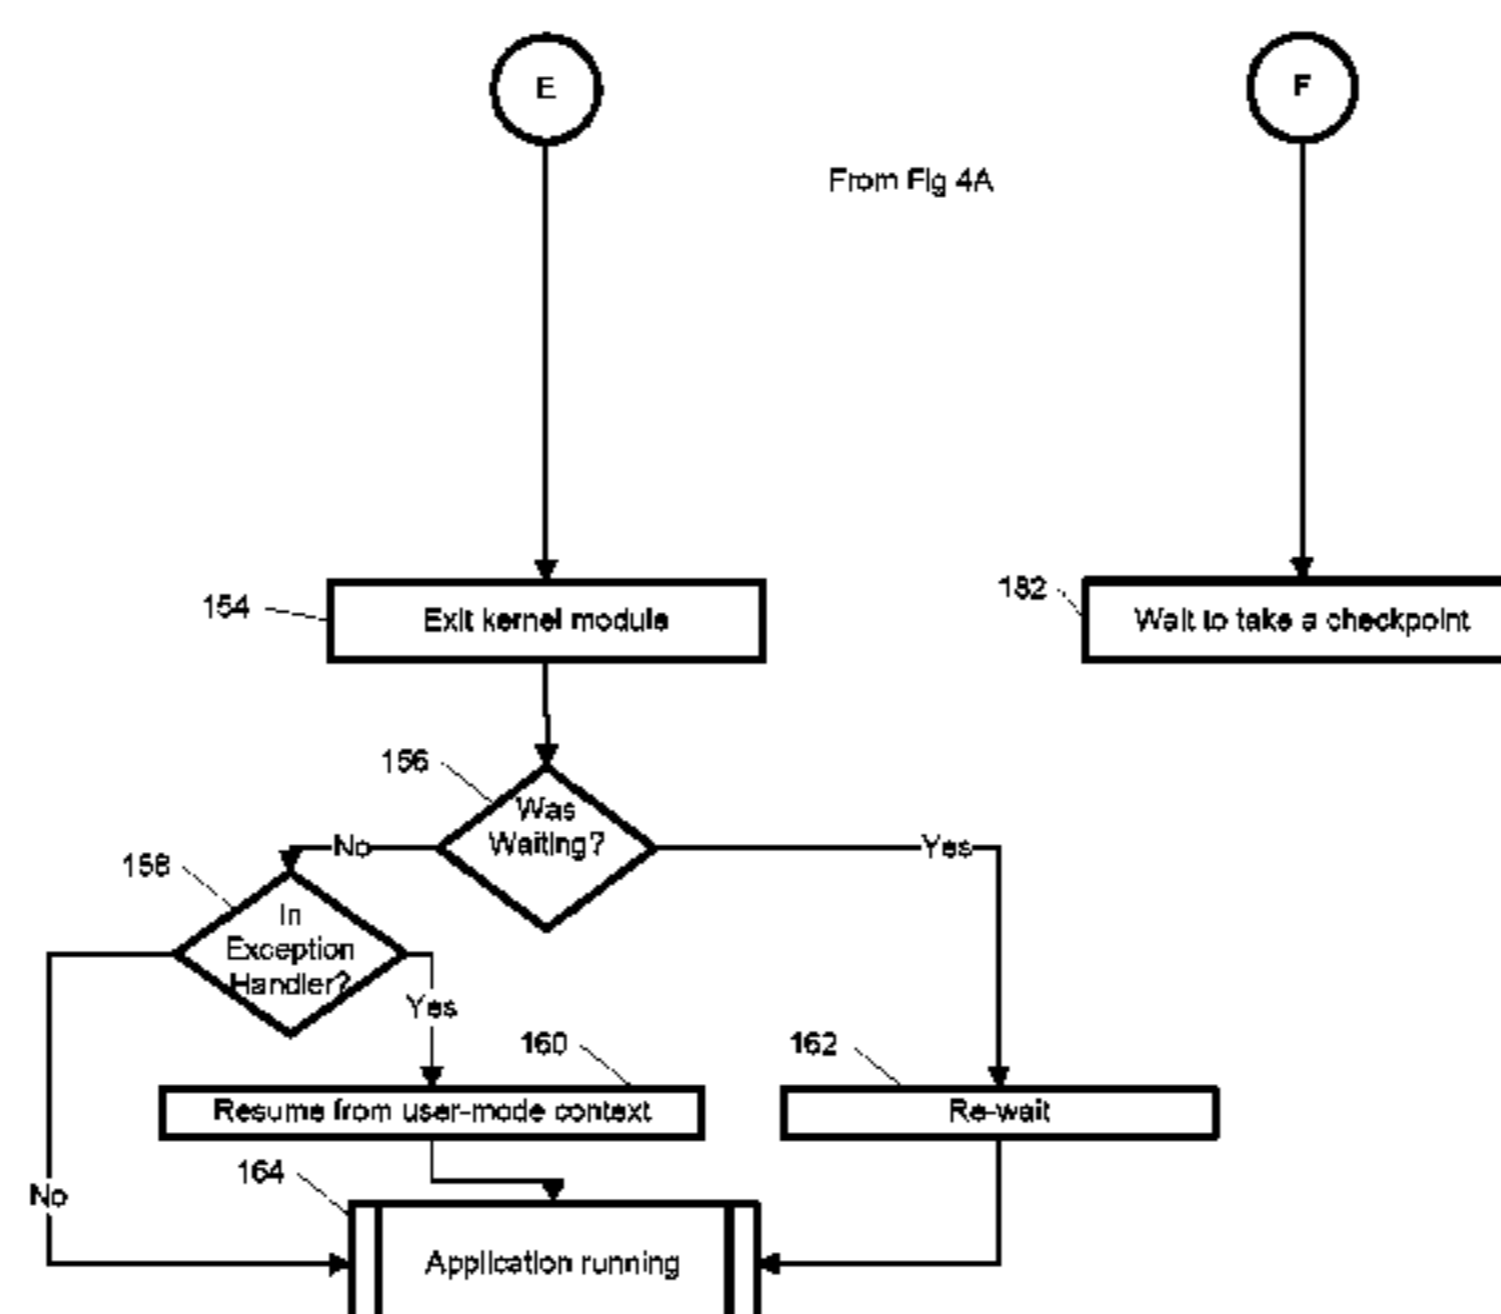 E
F
From Fig 4A
154
Exit kernel module
182
Wait to take a checkpoint
156
Was
Waiting?
No
Yes
158
In
Exception
Handler?
Yes
160
162
Resume from user-mode context
Re-wait
164
No
Application running